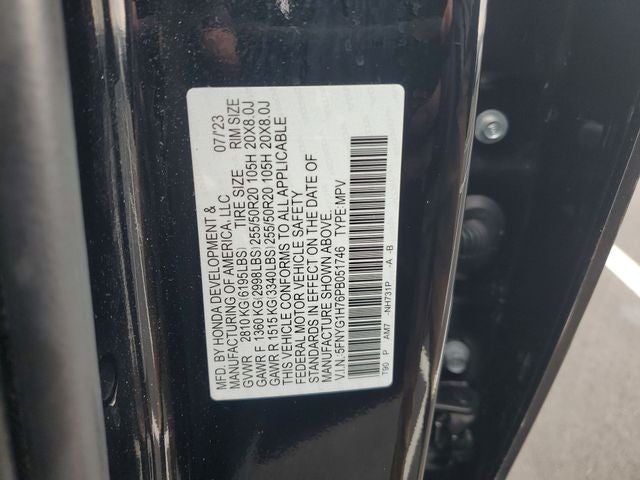 MFD. BY HONDA DEVELOPMENT & 07/'23
MANUFACTURING OF AMERICA, LLC
GVWR 2810 KG(6195LBS) TIRE SIZE RIM SIZE
GAWR F 1360 KG(2998LBS) 255/50R20 105H 20X8.0J
GAWR R 1515 KG(3340LBS) 255/50R20 105H 20X8.0J
THIS VEHICLE CONFORMS TO ALL APPLICABLE
FEDERAL MOTOR VEHICLE SAFETY
STANDARDS IN EFFECT ON THE DATE OF
MANUFACTURE SHOWN ABOVE.
V.I.N.:5FNYG1H76PB051746 TYPE:MPV
T90 P AM7 -NH731P -A -B